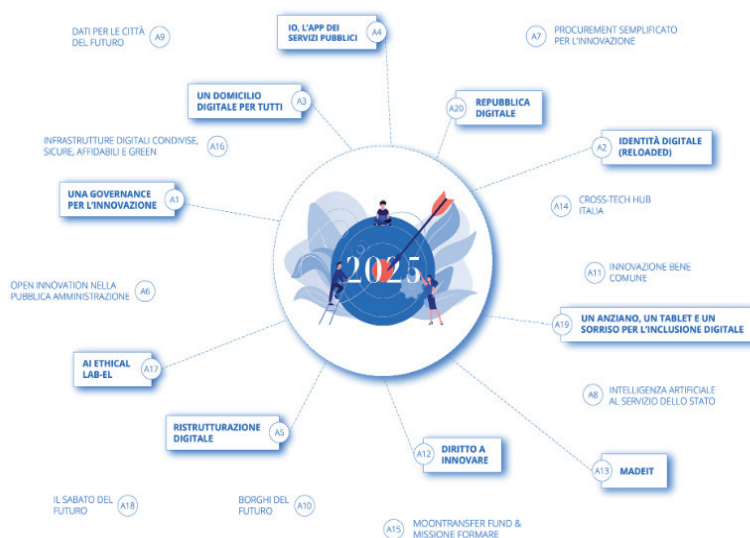 DATI PER LE CITTÀ
DEL FUTURO
A9
IO, L'APP DEI
SERVIZI PUBBLICI
A4
A7
PROCUREMENT SEMPLIFICATO
PER L'INNOVAZIONE
UN DOMICILIO
DIGITALE PER TUTTI
A3
A20
REPUBBLICA
DIGITALE
INFRASTRUTTURE DIGITALI CONDIVISE,
SICURE, AFFIDABILI E GREEN
A16
A2
IDENTITÀ DIGITALE
(RELOADED)
UNA GOVERNANCE
PER L'INNOVAZIONE
A1
A14
CROSS-TECH HUB
ITALIA
2025
A11
INNOVAZIONE BENE
COMUNE
OPEN INNOVATION NELLA
PUBBLICA AMMINISTRAZIONE
A6
A19
UN ANZIANO, UN TABLET E UN
SORRISO PER L'INCLUSIONE DIGITALE
AI ETHICAL
LAB-EL
A17
A8
INTELLIGENZA ARTIFICIALE
AL SERVIZIO DELLO STATO
RISTRUTTURAZIONE
DIGITALE
A5
A12
DIRITTO A
INNOVARE
A13
MADEIT
IL SABATO DEL
FUTURO
A18
BORGHI DEL
FUTURO
A10
A15
MOONTRANSFER FUND &
MISSIONE FORMARE